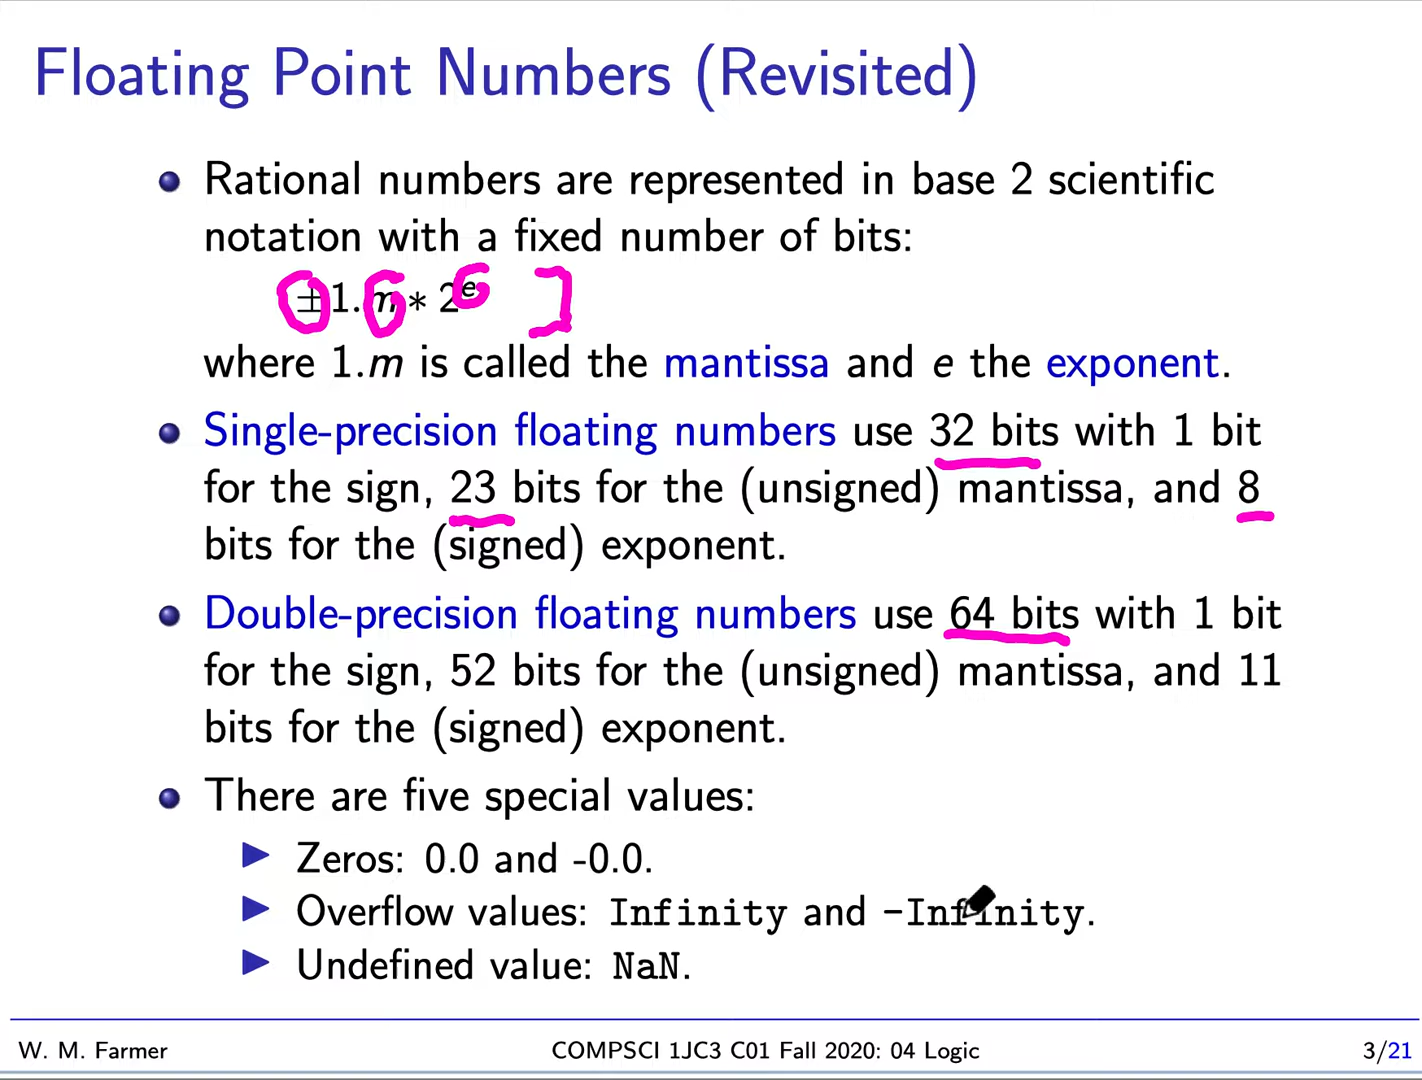 Floating Point Numbers (Revisited)
Rational numbers are represented in base 2 scientific
notation with a fixed number of bits:
±1.m ∗ 2^e
where 1.m is called the mantissa and e the exponent.
Single-precision floating numbers use 32 bits with 1 bit
for the sign, 23 bits for the (unsigned) mantissa, and 8
bits for the (signed) exponent.
Double-precision floating numbers use 64 bits with 1 bit
for the sign, 52 bits for the (unsigned) mantissa, and 11
bits for the (signed) exponent.
There are five special values:
Zeros: 0.0 and -0.0.
Overflow values: Infinity and -Infinity.
Undefined value: NaN.
W. M. Farmer COMPSCI 1JC3 C01 Fall 2020: 04 Logic 3/21